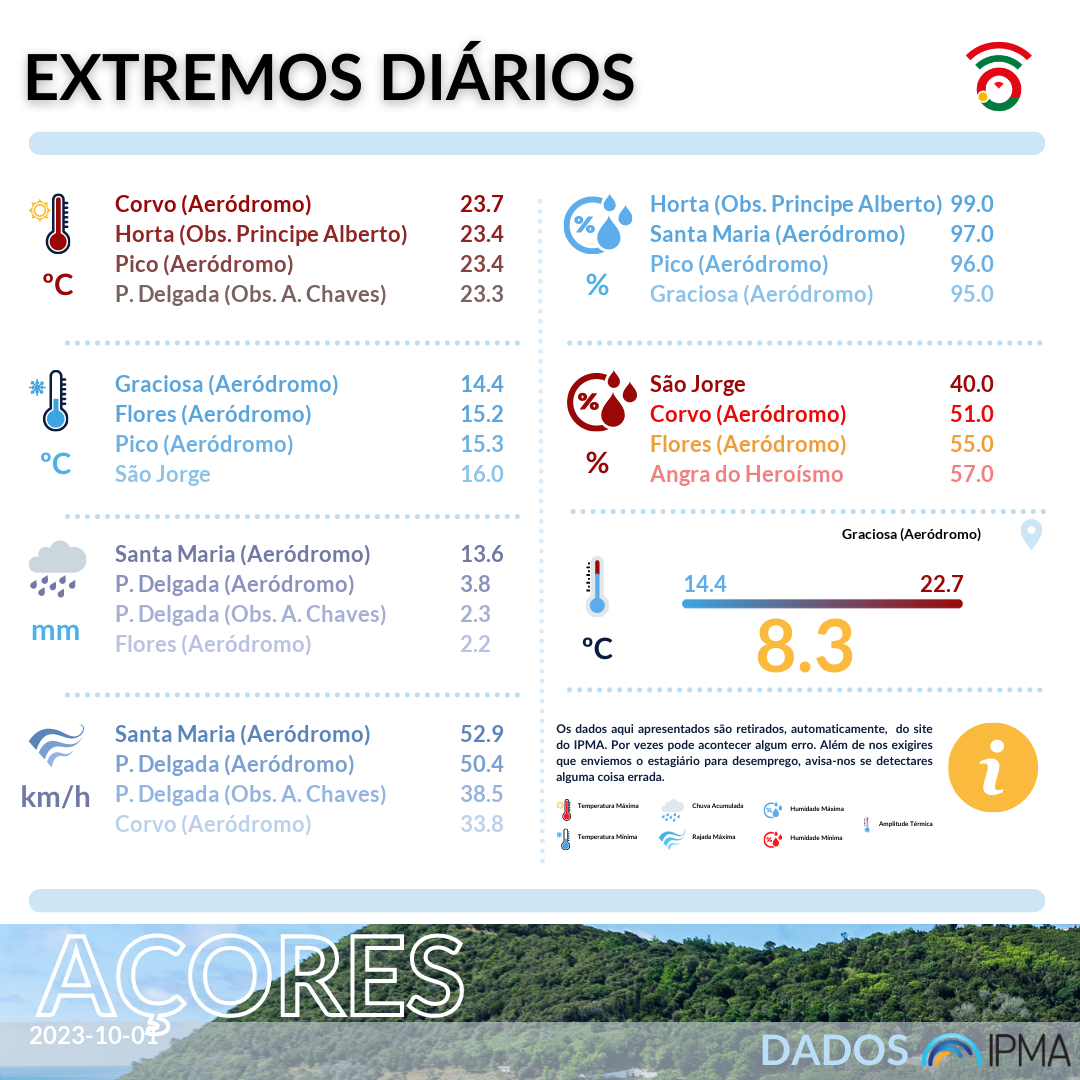 EXTREMOS DIÁRIOS
Corvo (Aeródromo) 23.7
Horta (Obs. Principe Alberto) 23.4
Pico (Aeródromo) 23.4
P. Delgada (Obs. A. Chaves) 23.3
ºC
Graciosa (Aeródromo) 14.4
Flores (Aeródromo) 15.2
Pico (Aeródromo) 15.3
São Jorge 16.0
ºC
Santa Maria (Aeródromo) 13.6
P. Delgada (Aeródromo) 3.8
P. Delgada (Obs. A. Chaves) 2.3
Flores (Aeródromo) 2.2
mm
Santa Maria (Aeródromo) 52.9
P. Delgada (Aeródromo) 50.4
P. Delgada (Obs. A. Chaves) 38.5
Corvo (Aeródromo) 33.8
km/h
%
Horta (Obs. Principe Alberto) 99.0
Santa Maria (Aeródromo) 97.0
Pico (Aeródromo) 96.0
Graciosa (Aeródromo) 95.0
%
%
São Jorge 40.0
Corvo (Aeródromo) 51.0
Flores (Aeródromo) 55.0
Angra do Heroísmo 57.0
%
Graciosa (Aeródromo)
14.4 22.7
8.3
ºC
Os dados aqui apresentados são retirados, automaticamente, do site
do IPMA. Por vezes pode acontecer algum erro. Além de nos exigires
que enviemos o estagiário para desemprego, avisa-nos se detectares
alguma coisa errada.
i
Temperatura Máxima Chuva Acumulada Humidade Máxima
Amplitude Térmica
Temperatura Mínima Rajada Máxima Humidade Mínima
AÇORES
2023-10-01
DADOS IPMA